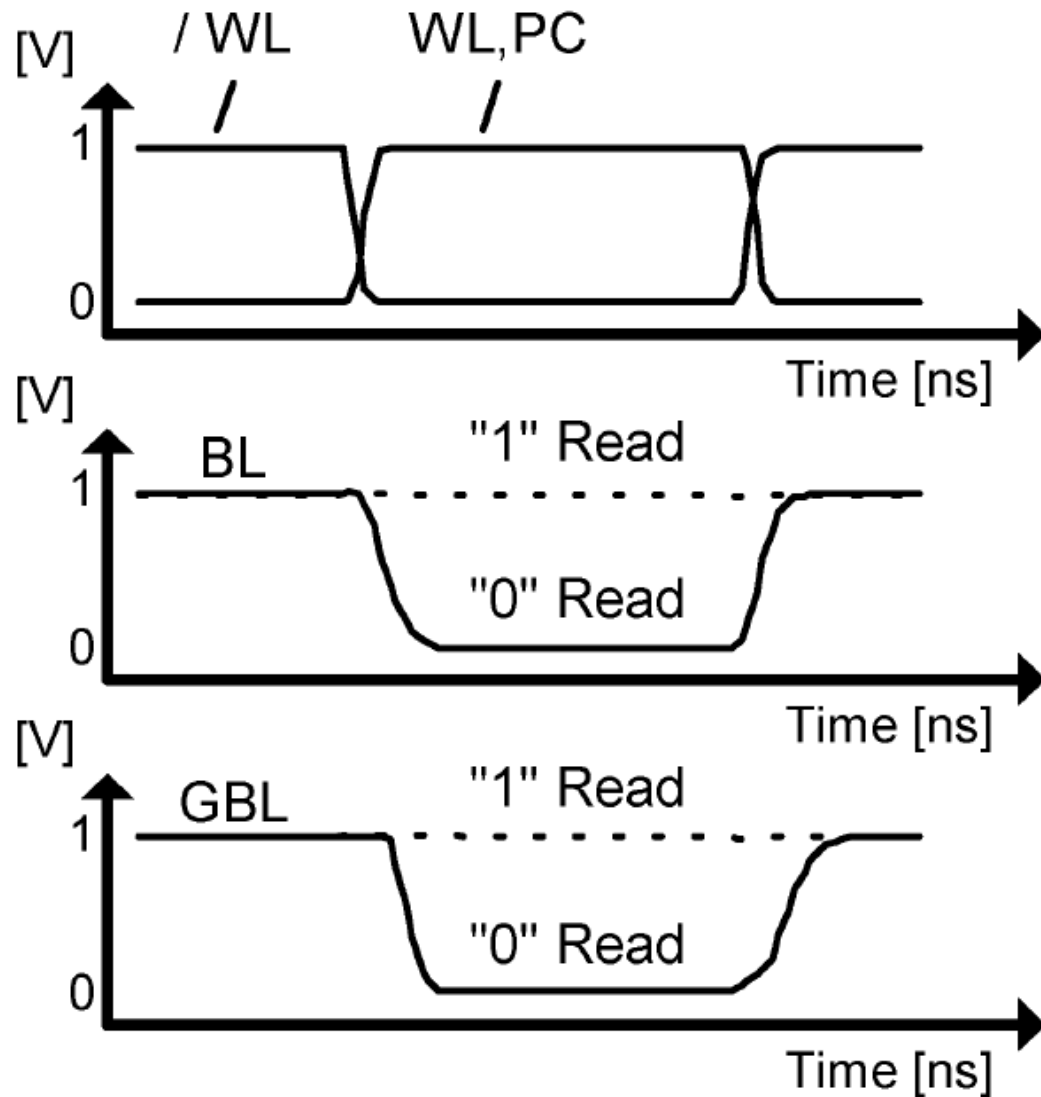 / WL WL,PC
[V]
1
0
Time [ns]
[V]
"1" Read
BL
1
"0" Read
0
Time [ns]
[V]
"1" Read
GBL
1
"0" Read
0
Time [ns]